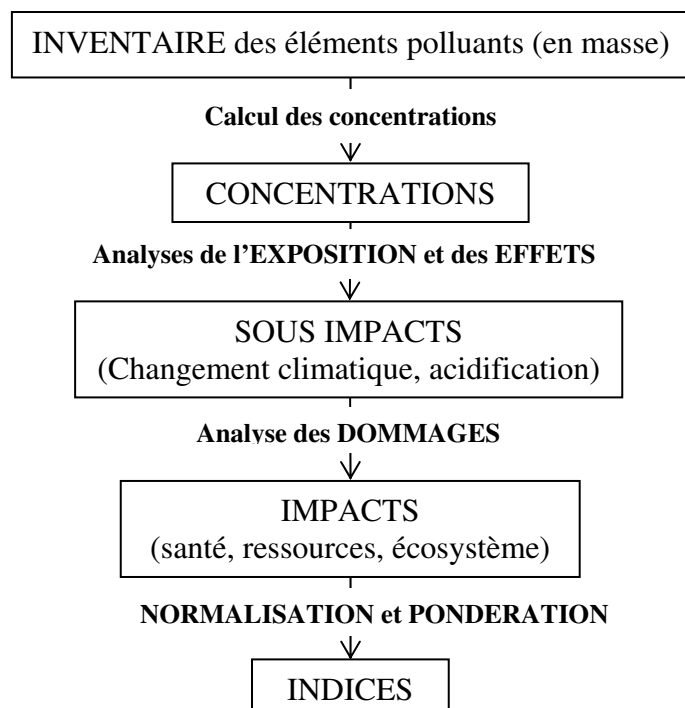 INVENTAIRE des éléments polluants (en masse)
Calcul des concentrations
CONCENTRATIONS
Analyses de l’EXPOSITION et des EFFETS
SOUS IMPACTS
(Changement climatique, acidification)
Analyse des DOMMAGES
IMPACTS
(santé, ressources, écosystème)
NORMALISATION et PONDERATION
INDICES